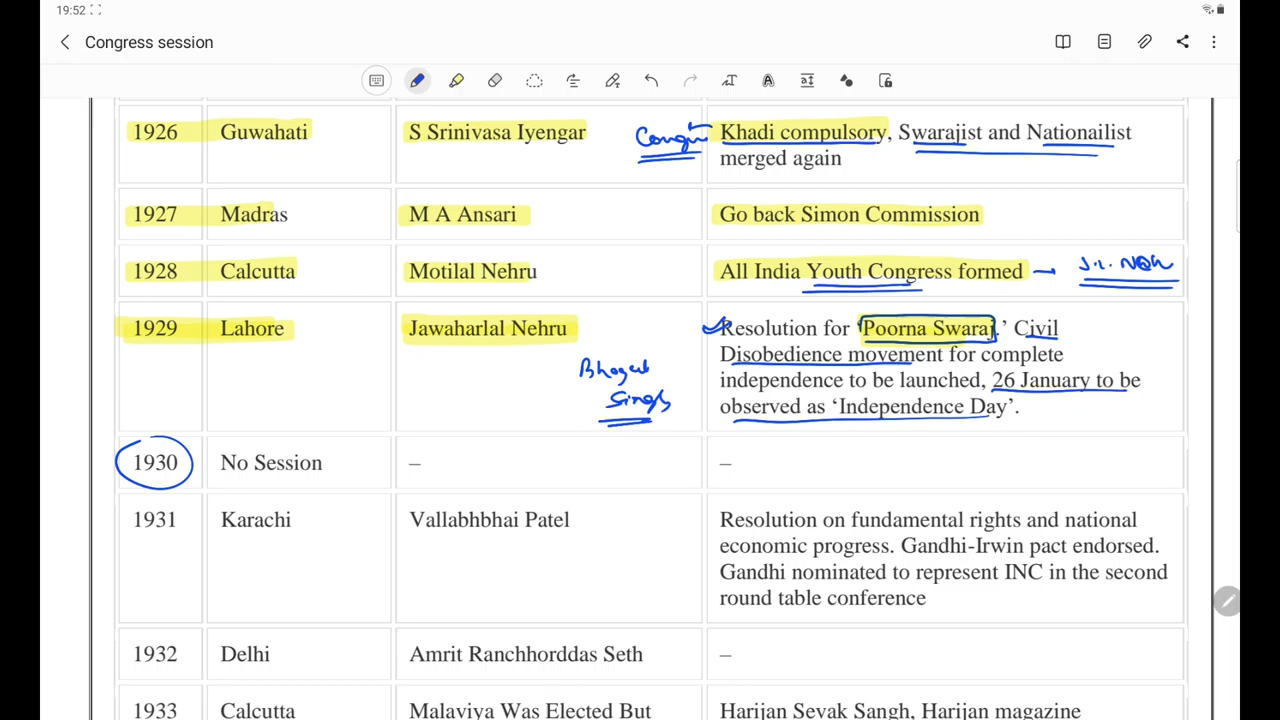 19:52
Congress session
1926 Guwahati S Srinivasa Iyengar Khadi compulsory, Swarajist and Nationailist
merged again
1927 Madras M A Ansari Go back Simon Commission
1928 Calcutta Motilal Nehru All India Youth Congress formed
1929 Lahore Jawaharlal Nehru Resolution for 'Poorna Swaraj.’ Civil
Disobedience movement for complete
Bhagat
independence to be launched, 26 January to be
Singh
observed as ‘Independence Day’.
1930 No Session – –
1931 Karachi Vallabhbhai Patel Resolution on fundamental rights and national
economic progress. Gandhi-Irwin pact endorsed.
Gandhi nominated to represent INC in the second
round table conference
1932 Delhi Amrit Ranchhorddas Seth –
1933 Calcutta Malaviya Was Elected But Harijan Sevak Sangh, Harijan magazine